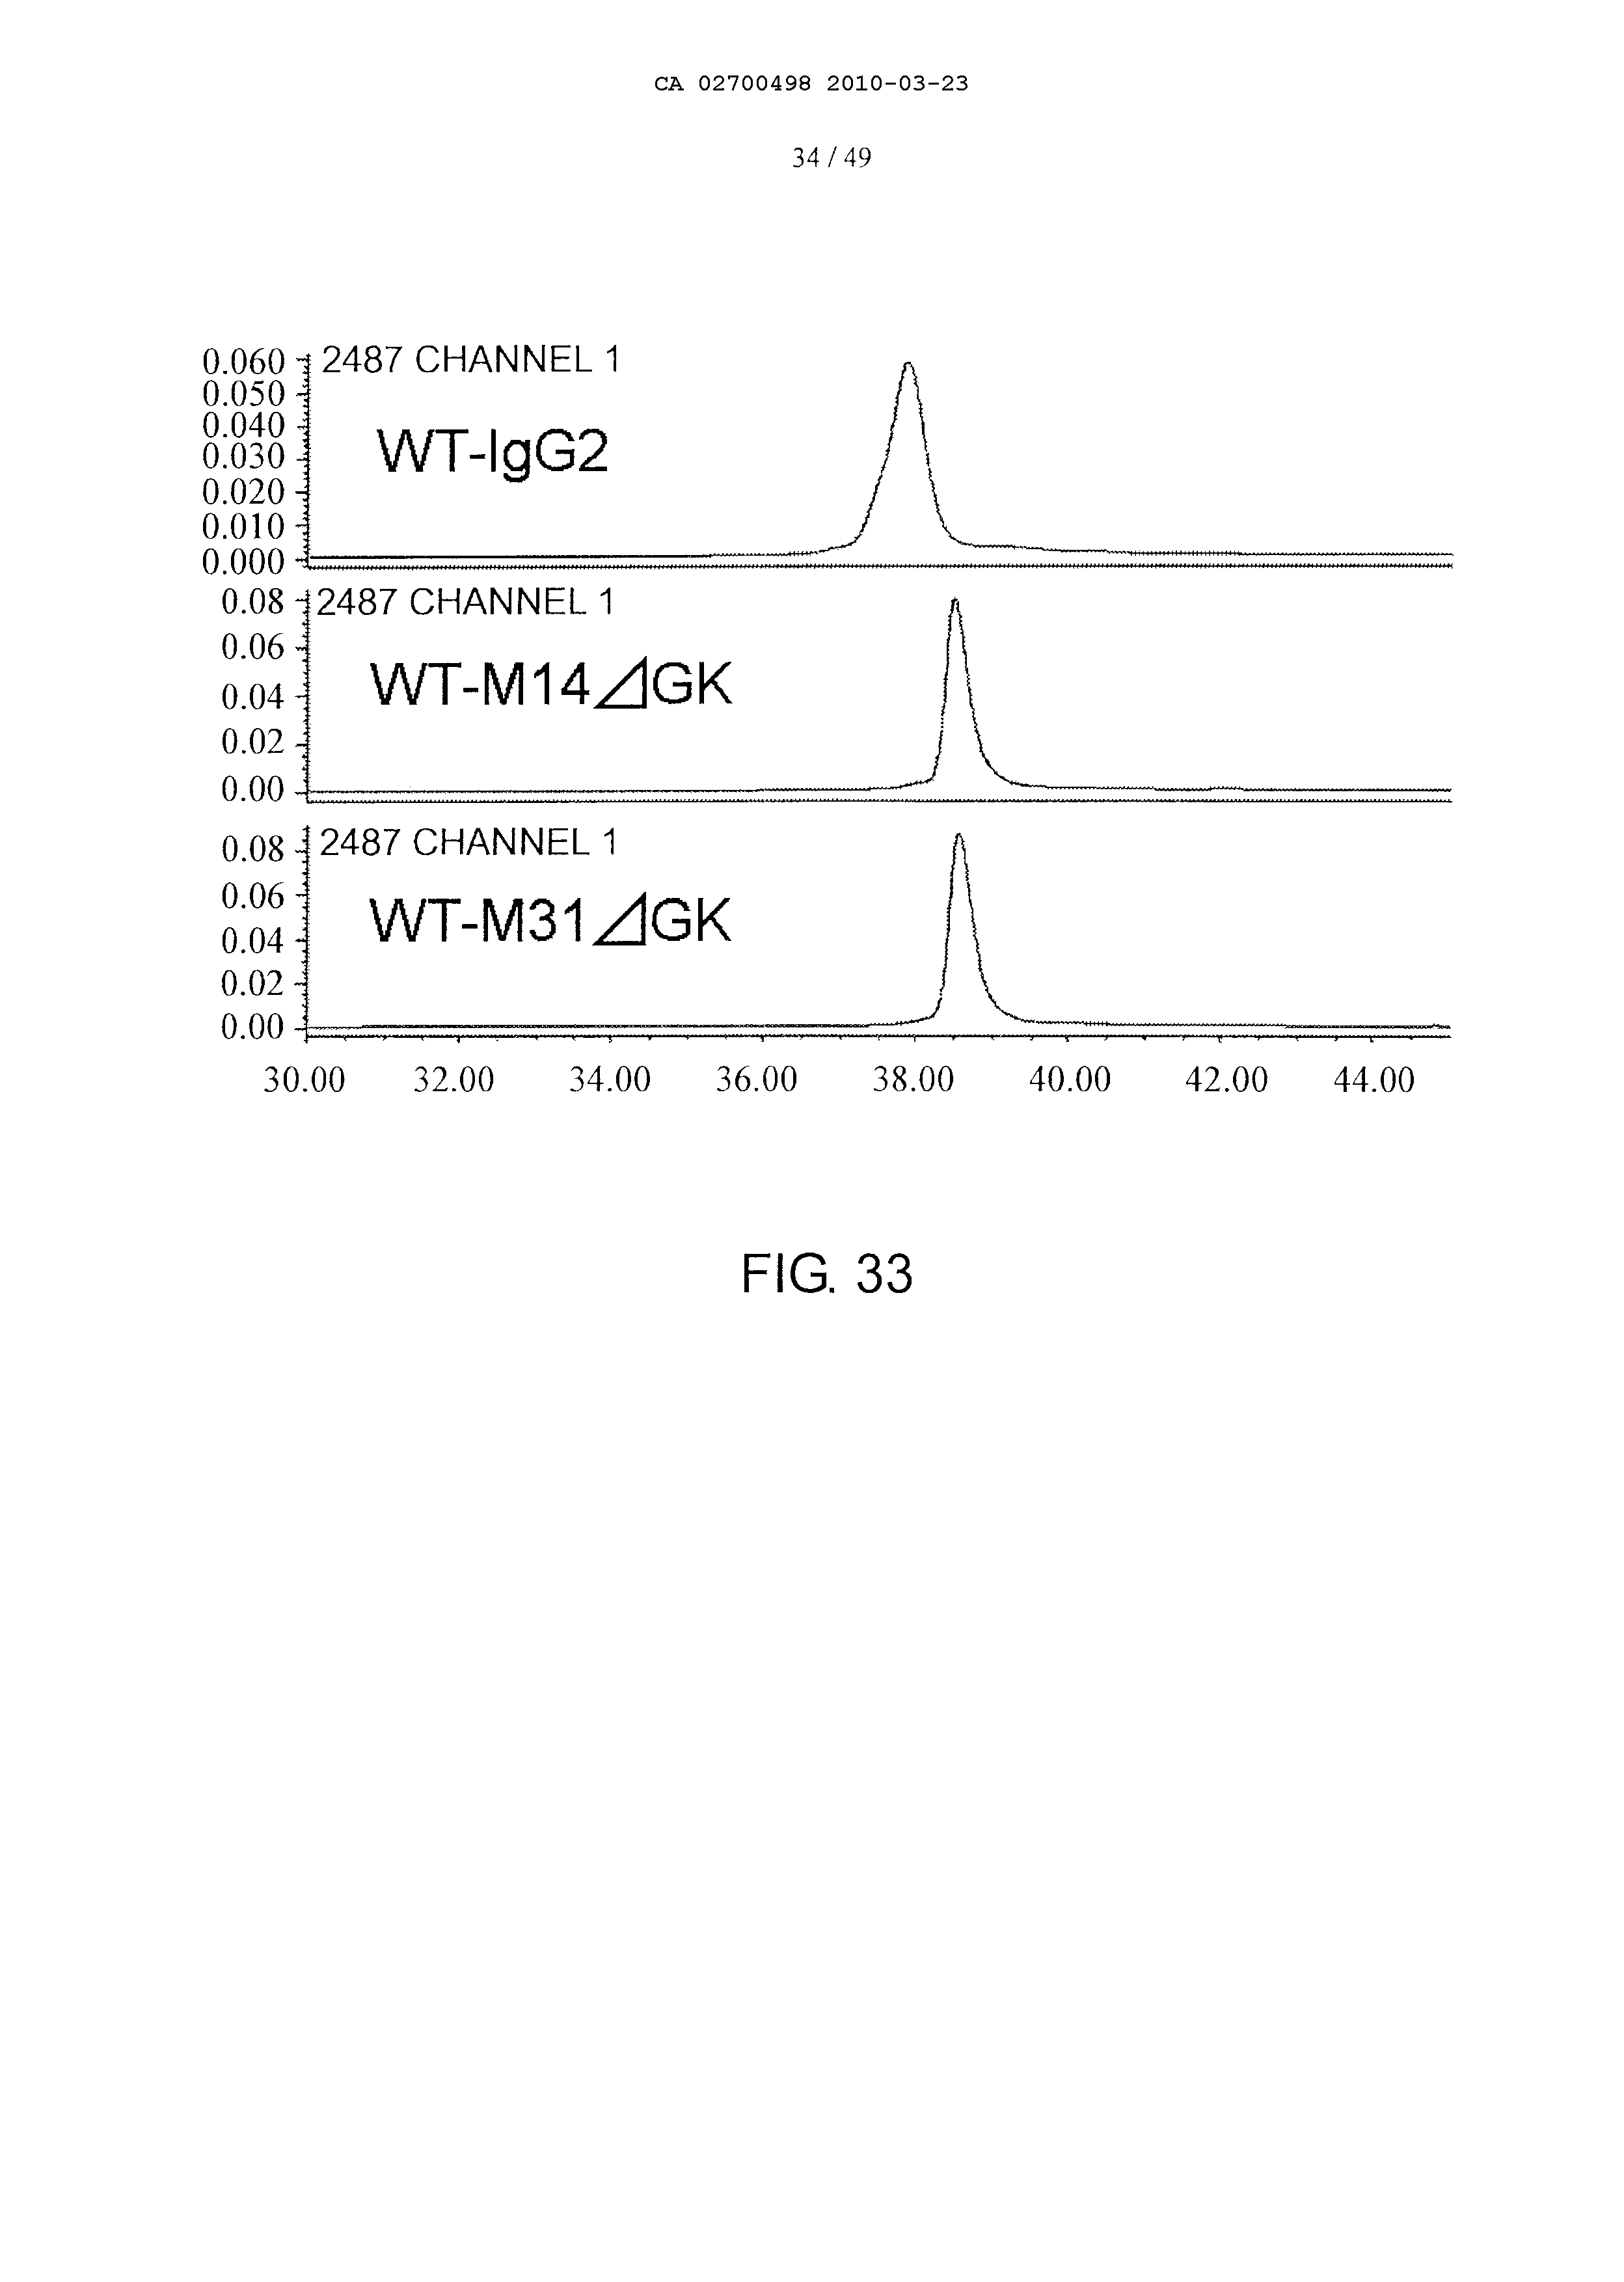 CA 02700498 2010-03-23
34 / 49
0.060 2487 CHANNEL 1
0.050
0.040
WT-IgG2
0.030
0.020
0.010
0.000
0.08 2487 CHANNEL 1
0.06
WT-M14⊿GK
0.04
0.02
0.00
0.08 2487 CHANNEL 1
0.06
WT-M31⊿GK
0.04
0.02
0.00
30.00 32.00 34.00 36.00 38.00 40.00 42.00 44.00
FIG. 33